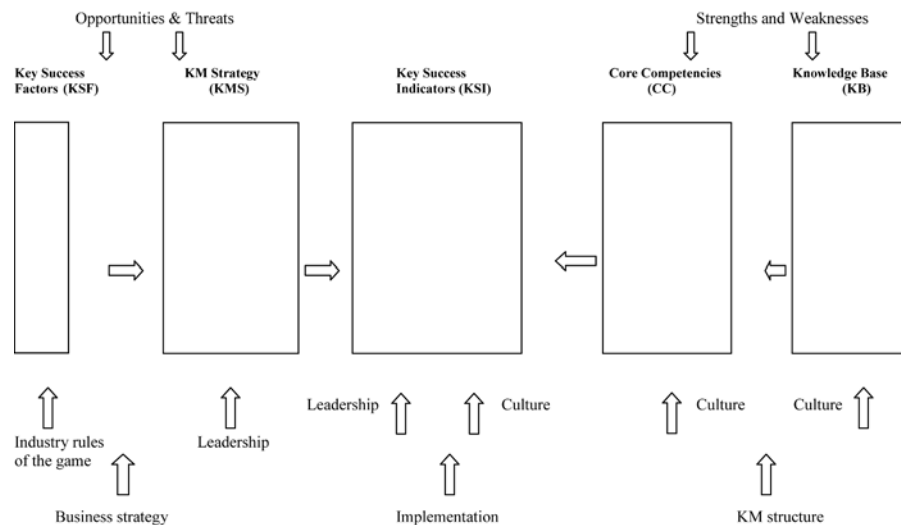 Opportunities & Threats
Strengths and Weaknesses
Key Success
Factors (KSF)
KM Strategy
(KMS)
Key Success
Indicators (KSI)
Core Competencies
(CC)
Knowledge Base
(KB)
Leadership
Culture
Culture
Culture
Industry rules
of the game
Leadership
Business strategy
Implementation
KM structure